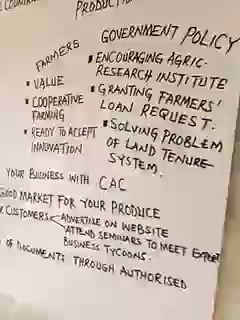 PRODUCTI
FARMERS
▪ VALUE
▪ COOPERATIVE
FARMING
▪ READY TO ACCEPT
INNOVATION
GOVERNMENT POLICY
▪ ENCOURAGING AGRIC.
RESEARCH INSTITUTE
▪ GRANTING FARMERS'
LOAN REQUEST.
▪ SOLVING PROBLEM
OF LAND TENURE
SYSTEM.
YOUR BUSINESS WITH CAC
GOOD MARKET FOR YOUR PRODUCE
CUSTOMERS ADVERTISE ON WEBSITE
ATTEND SEMINARS TO MEET EXPORT
BUSINESS TYCOONS.
OF DOCUMENTS THROUGH AUTHORISED